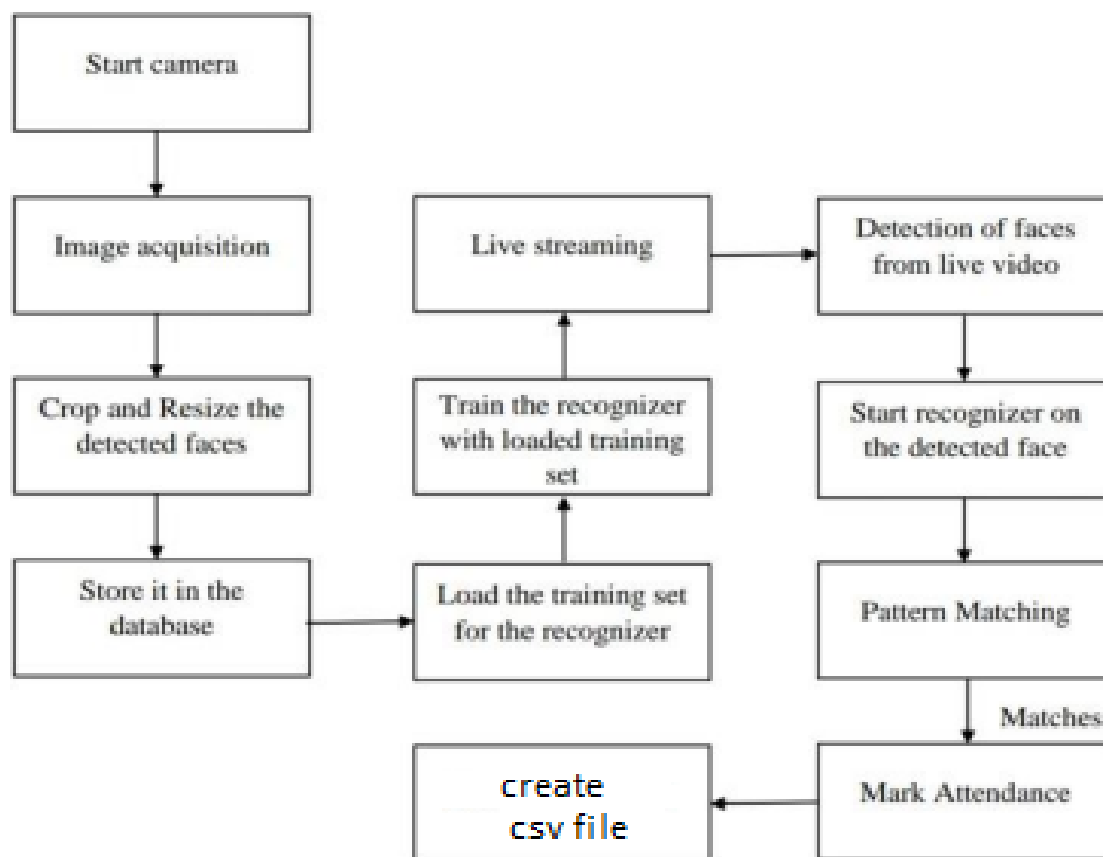 Start camera
Image acquisition
Crop and Resize the
detected faces
Store it in the
database
Load the training set
for the recognizer
Train the recognizer
with loaded training
set
Live streaming
Detection of faces
from live video
Start recognizer on
the detected face
Pattern Matching
Matches
Mark Attendance
create
csv file